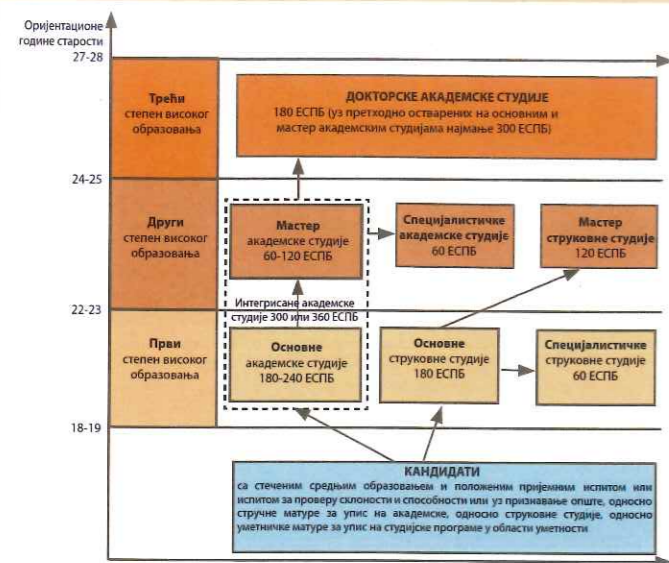 Оријентационе
године старости
27-28
Трећи
степен високог
образовања
ДОКТОРСКЕ АКАДЕМСКЕ СТУДИЈЕ
180 ЕСПБ (уз претходно остварених на основним и
мастер академским студијама најмање 300 ЕСПБ)
24-25
Други
степен високог
образовања
Мастер
академске студије
60-120 ЕСПБ
Специјалистичке
академске студије
60 ЕСПБ
Мастер
струковне студије
120 ЕСПБ
Интегрисане академске
студије 300 или 360 ЕСПБ
22-23
Први
степен високог
образовања
Основне
академске студије
180-240 ЕСПБ
Основне
струковне студије
180 ЕСПБ
Специјалистичке
струковне студије
60 ЕСПБ
18-19
КАНДИДАТИ
са стеченим средњим образовањем и положеним пријемним испитом или
испитом за проверу склоности и способности или уз признавање опште, односно
стручне матуре за упис на академске, односно струковне студије, односно
уметничке матуре за упис на студијске програме у области уметности